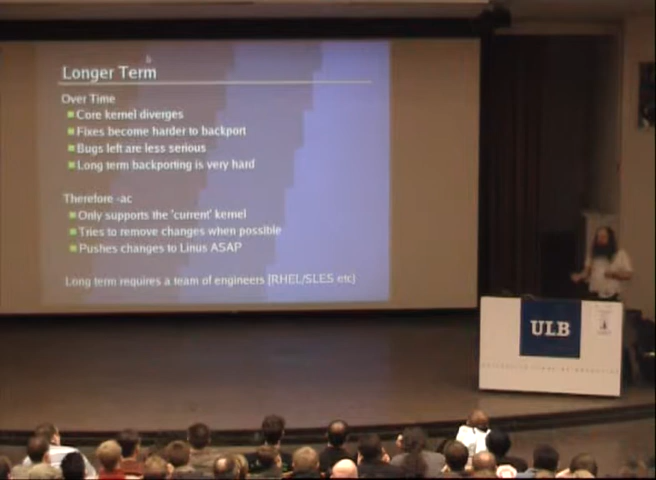 Longer Term
Over Time
Core kernel diverges
Fixes become harder to backport
Bugs left are less serious
Long term backporting is very hard
Therefore -ac
Only supports the 'current' kernel
Tries to remove changes when possible
Pushes changes to Linus ASAP
Long term requires a team of engineers (RHEL/SLES etc)
ULB